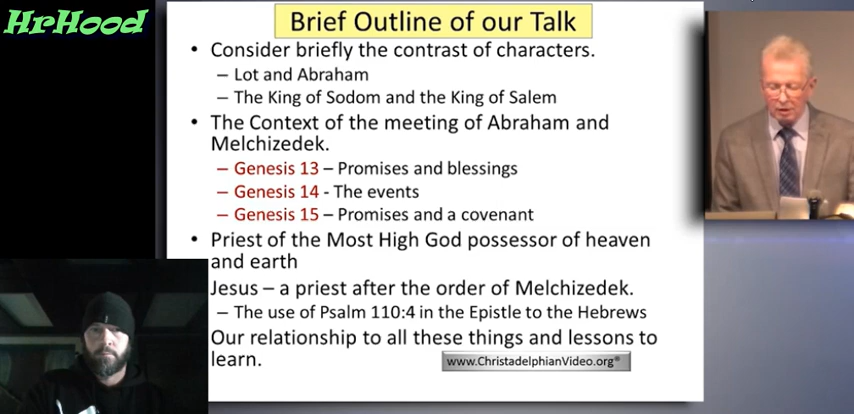 HrHood
Brief Outline of our Talk
• Consider briefly the contrast of characters.
– Lot and Abraham
– The King of Sodom and the King of Salem
• The Context of the meeting of Abraham and
Melchizedek.
– Genesis 13 – Promises and blessings
– Genesis 14 - The events
– Genesis 15 – Promises and a covenant
• Priest of the Most High God possessor of heaven
and earth
Jesus – a priest after the order of Melchizedek.
– The use of Psalm 110:4 in the Epistle to the Hebrews
Our relationship to all these things and lessons to
learn.
www.ChristadelphianVideo.org®